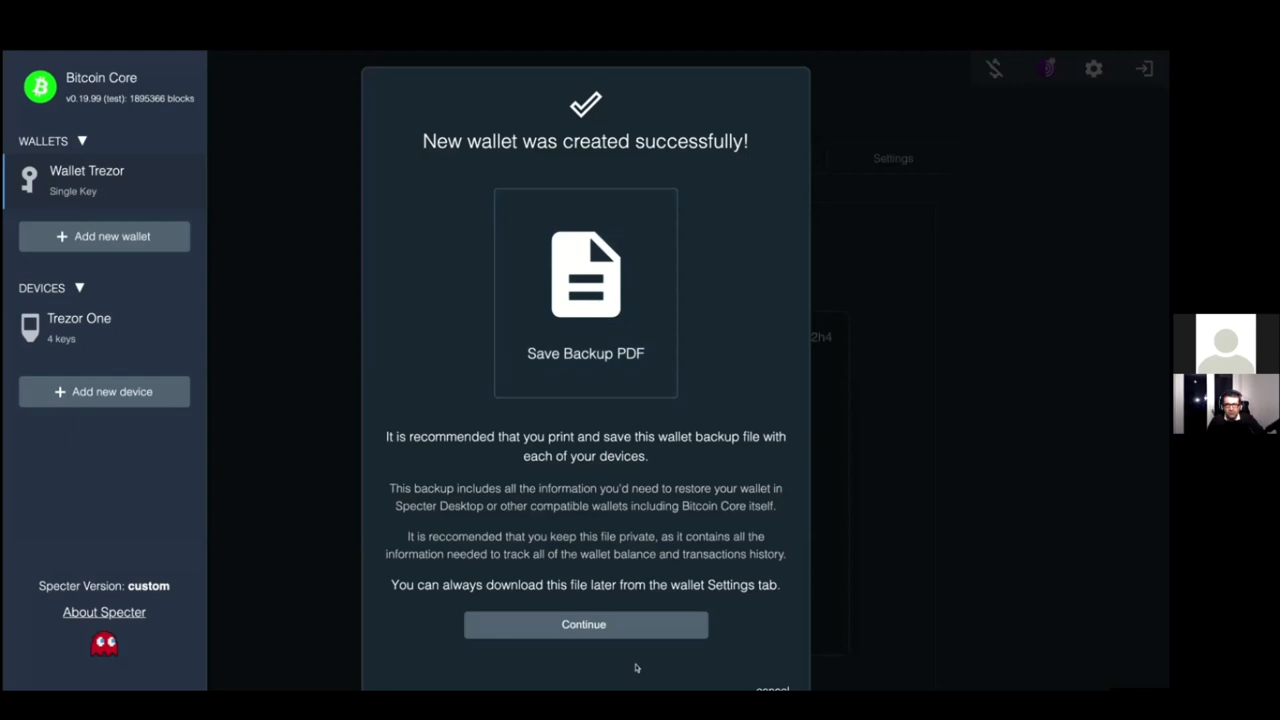 Bitcoin Core
v0.19.99 (test): 1895366 blocks
WALLETS ▼
Wallet Trezor
Single Key
+ Add new wallet
DEVICES ▼
Trezor One
4 keys
+ Add new device
Specter Version: custom
About Specter
New wallet was created successfully!
Save Backup PDF
It is recommended that you print and save this wallet backup file with
each of your devices.
This backup includes all the information you'd need to restore your wallet in
Specter Desktop or other compatible wallets including Bitcoin Core itself.
It is reccommended that you keep this file private, as it contains all the
information needed to track all of the wallet balance and transactions history.
You can always download this file later from the wallet Settings tab.
Continue
cancel
Settings
2h4